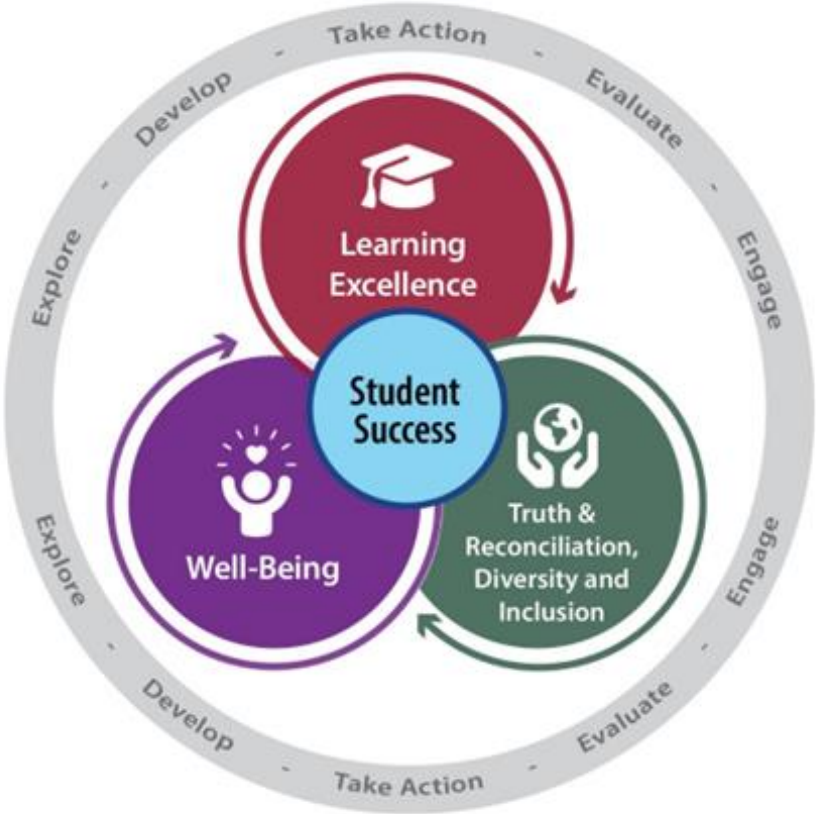 Explore - Develop - Take Action - Evaluate - Engage
Learning
Excellence
Student
Success
Well-Being
Truth &
Reconciliation,
Diversity and
Inclusion
Explore - Develop - Take Action - Evaluate - Engage